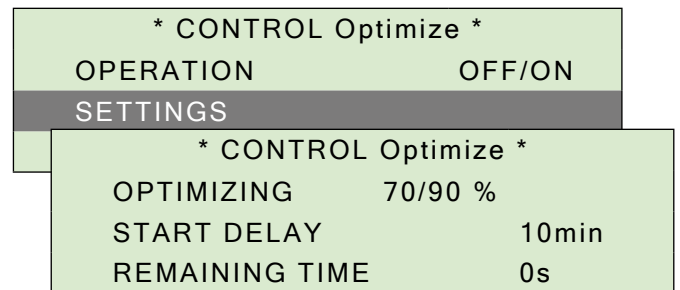 * CONTROL Optimize *
OPERATION OFF/ON
SETTINGS
* CONTROL Optimize *
OPTIMIZING 70/90 %
START DELAY 10min
REMAINING TIME 0s